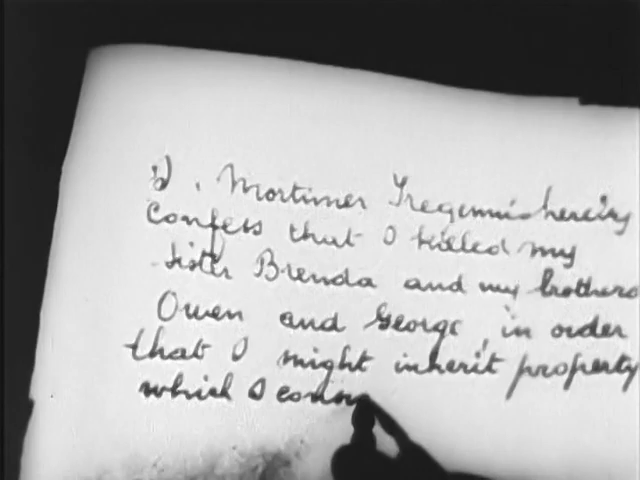 I, Mortimer Tregennis hereby
confess that I killed my
sister Brenda and my brothers
Owen and George, in order
that I might inherit property
which I